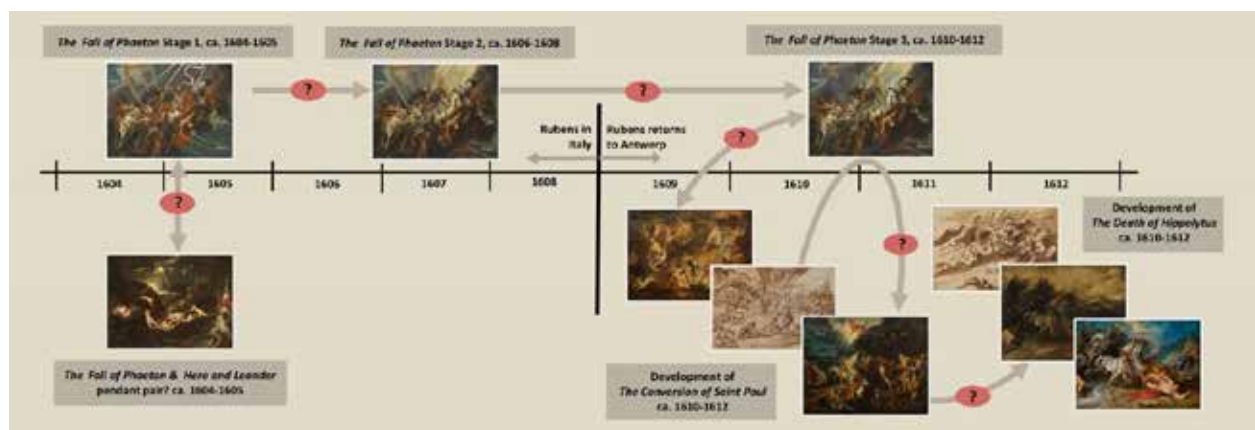 The Fall of Phaeton Stage 1, ca. 1604-1605
The Fall of Phaeton Stage 2, ca. 1606-1608
The Fall of Phaeton Stage 3, ca. 1610-1612
?
?
?
Rubens in
Italy
Rubens returns
to Antwerp
1604
1605
1606
1607
1608
1609
1610
1611
1612
?
?
Development of
The Death of Hippolytus
ca. 1610-1612
The Fall of Phaeton & Hero and Leander
pendant pair? ca. 1604-1605
Development of
The Conversion of Saint Paul
ca. 1610-1612
?